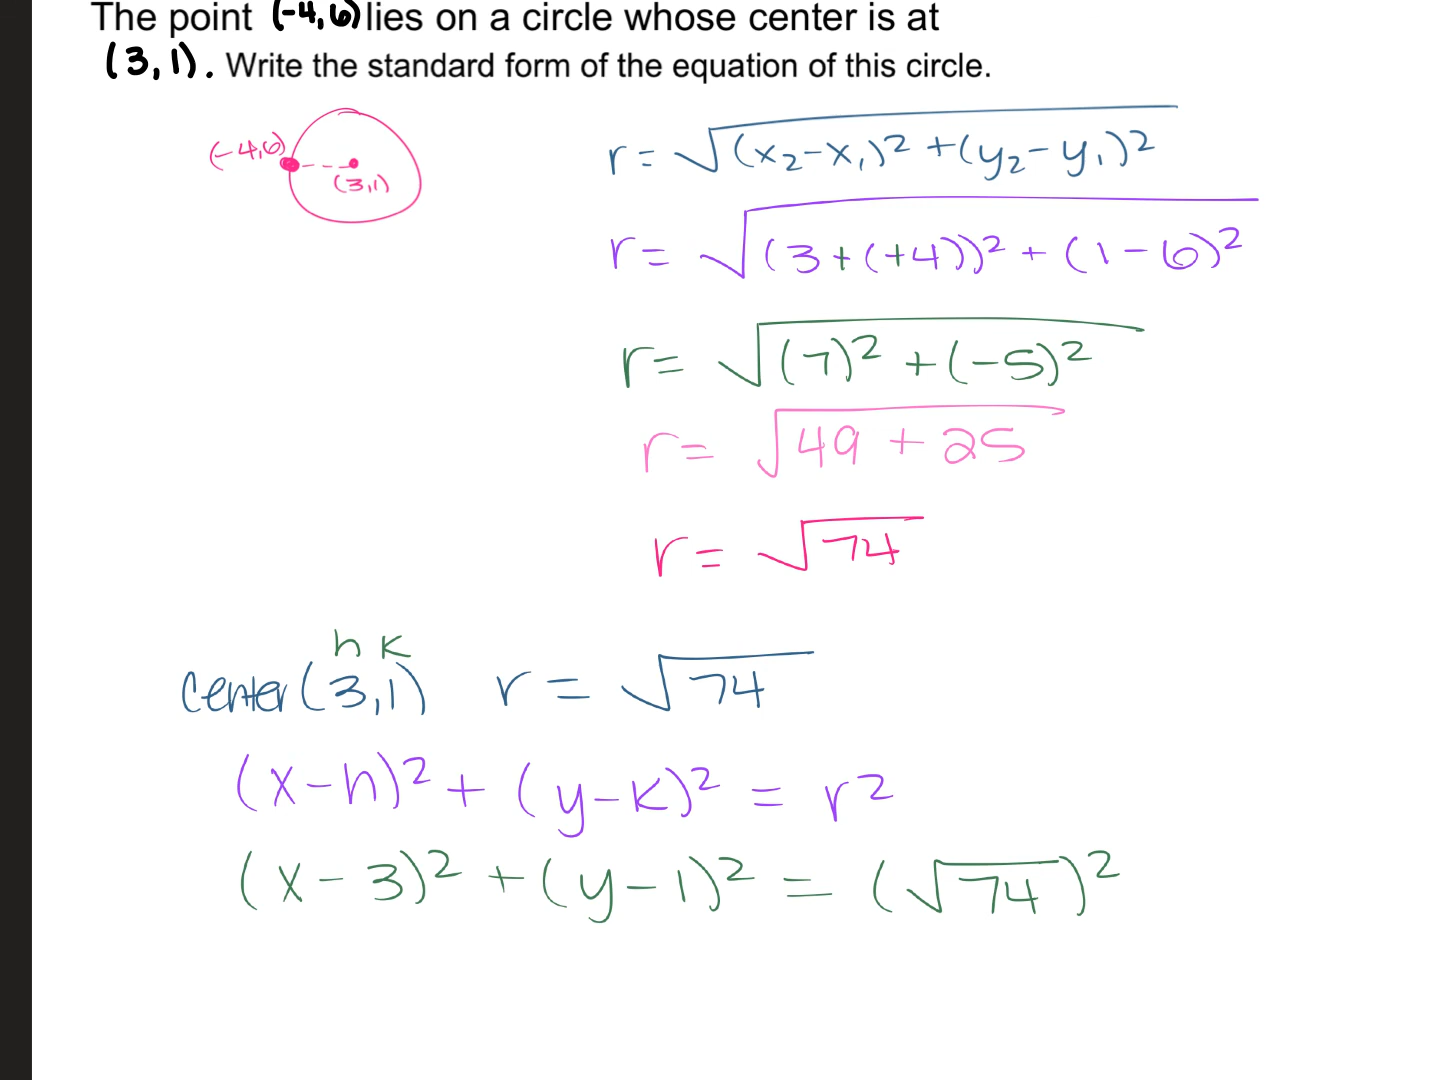 The point (-4,6) lies on a circle whose center is at
(3,1). Write the standard form of the equation of this circle.
(-4,6)
(3,1)
r = √(x₂-x₁)² + (y₂-y₁)²
r = √(3+(+4))² + (1-6)²
r = √(7)² + (-5)²
r = √49 + 25
r = √74
h k
center (3,1) r = √74
(x-h)² + (y-k)² = r²
(x-3)² + (y-1)² = (√74)²